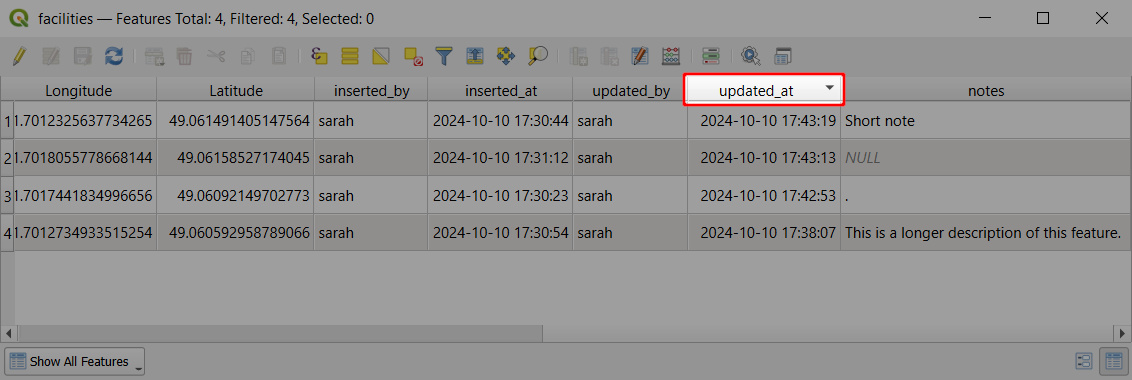 facilities — Features Total: 4, Filtered: 4, Selected: 0
Longitude Latitude inserted_by inserted_at updated_by updated_at notes
1 1.7012325637734265 49.061491405147564 sarah 2024-10-10 17:30:44 sarah 2024-10-10 17:43:19 Short note
2 1.7018055778668144 49.06158527174045 sarah 2024-10-10 17:31:12 sarah 2024-10-10 17:43:13 NULL
3 1.7017441834996656 49.06092149702773 sarah 2024-10-10 17:30:23 sarah 2024-10-10 17:42:53 .
4 1.7012734933515254 49.060592958789066 sarah 2024-10-10 17:30:54 sarah 2024-10-10 17:38:07 This is a longer description of this feature.
Show All Features